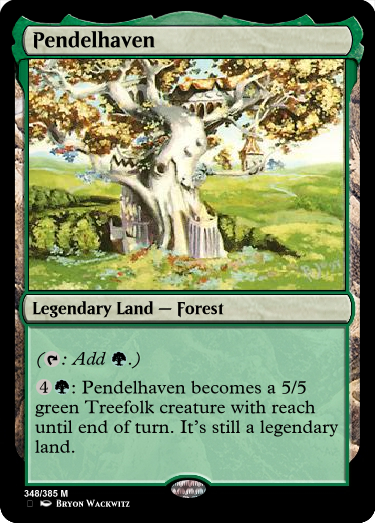 Pendelhaven
Legendary Land — Forest
(: Add .)
4 : Pendelhaven becomes a 5/5
green Treefolk creature with reach
until end of turn. It's still a legendary
land.
348/385 M
Bryon Wackwitz